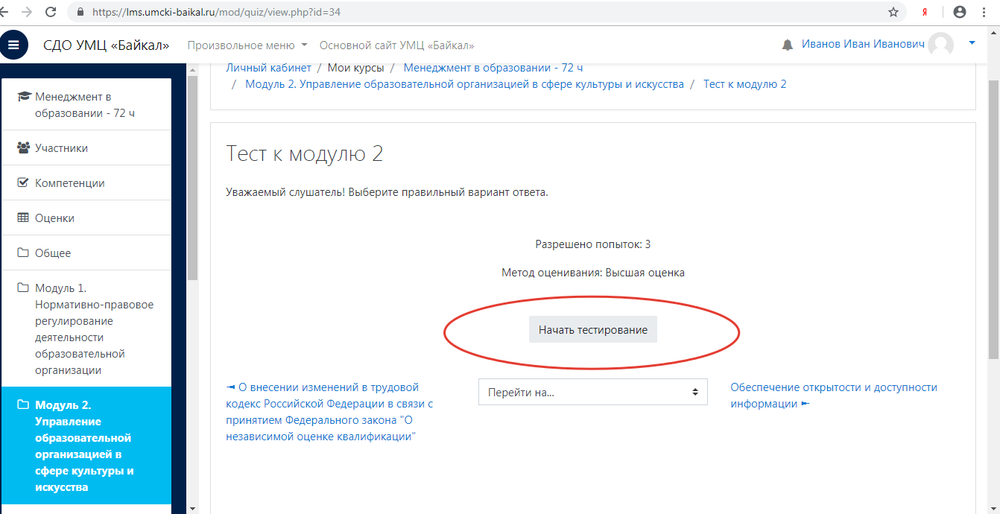 https://lms.umcki-baikal.ru/mod/quiz/view.php?id=34
Я
СДО УМЦ «Байкал»
Произвольное меню
Основной сайт УМЦ «Байкал»
Иванов Иван Иванович
Менеджмент в
образовании - 72 ч
Участники
Компетенции
Оценки
Общее
Модуль 1.
Нормативно-правовое
регулирование
деятельности
образовательной
организации
Модуль 2.
Управление
образовательной
организацией в
сфере культуры и
искусства
Личный кабинет / Мои курсы / Менеджмент в образовании - 72 ч
/ Модуль 2. Управление образовательной организацией в сфере культуры и искусства / Тест к модулю 2
Тест к модулю 2
Уважаемый слушатель! Выберите правильный вариант ответа.
Разрешено попыток: 3
Метод оценивания: Высшая оценка
Начать тестирование
◄ О внесении изменений в трудовой
кодекс Российской Федерации в связи с
принятием Федерального закона "О
независимой оценке квалификации"
Перейти на...
Обеспечение открытости и доступности
информации ►